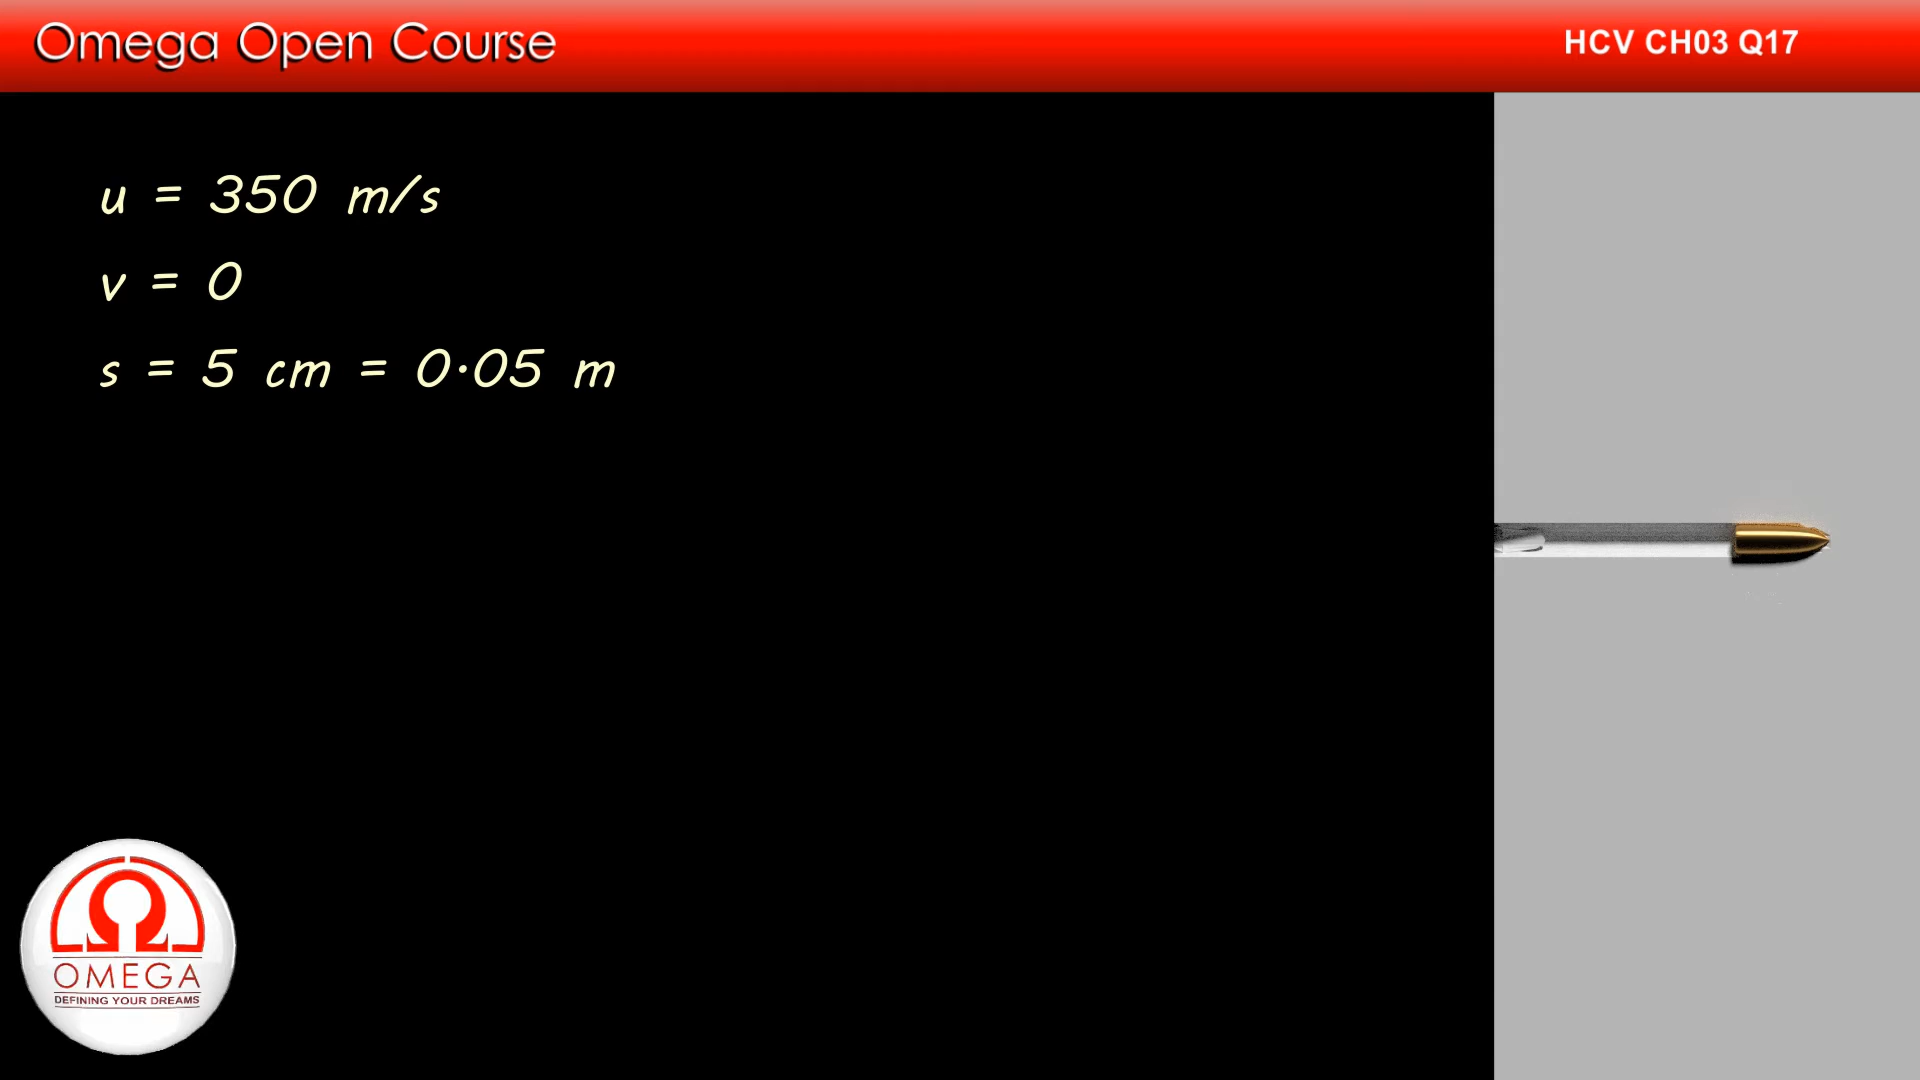 Omega Open Course
HCV CH03 Q17
u = 350 m/s
v = 0
s = 5 cm = 0·05 m
Ω
OMEGA
DEFINING YOUR DREAMS